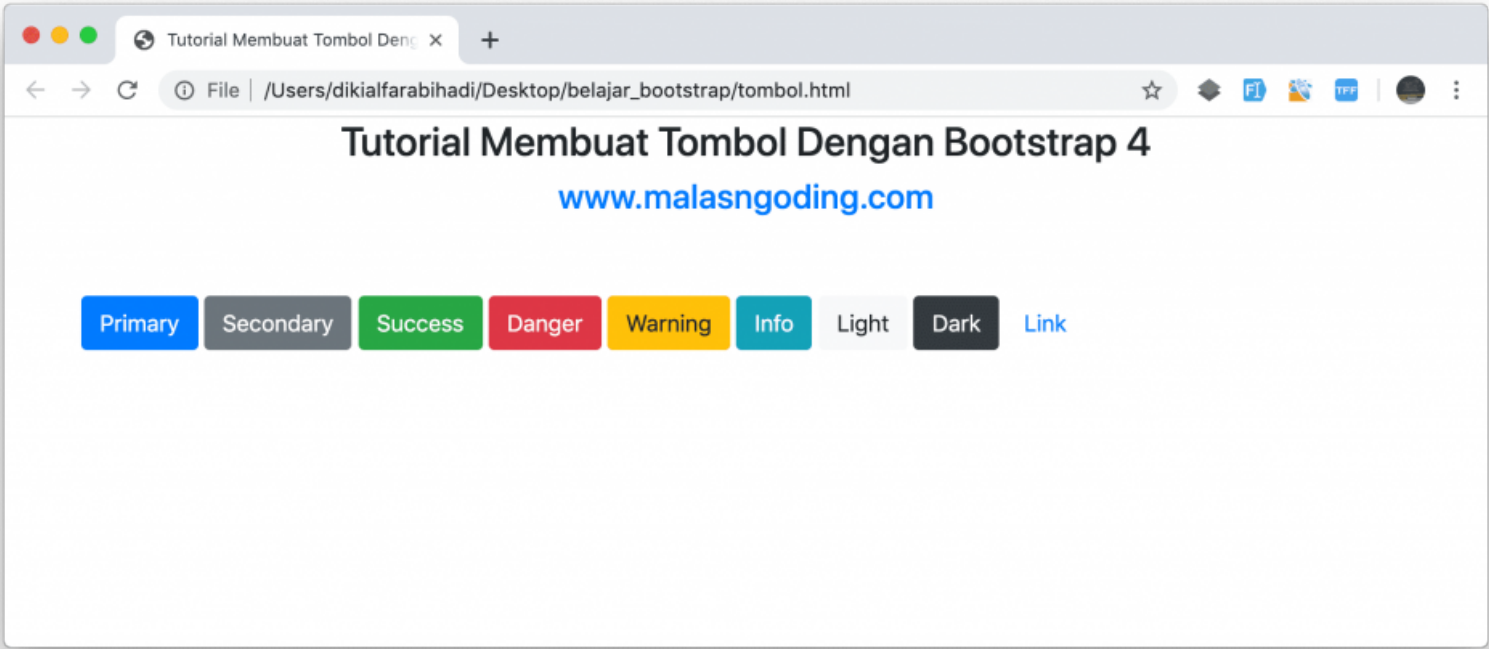 Tutorial Membuat Tombol Deng
File /Users/dikialfarabihadi/Desktop/belajar_bootstrap/tombol.html
TFF
Tutorial Membuat Tombol Dengan Bootstrap 4
www.malasngoding.com
Primary Secondary Success Danger Warning Info Light Dark Link